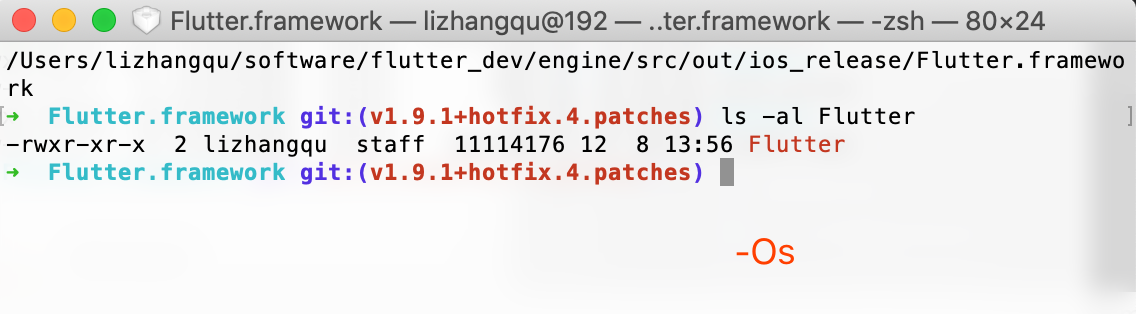 Flutter.framework — lizhangqu@192 — ..ter.framework — -zsh — 80×24
/Users/lizhangqu/software/flutter_dev/engine/src/out/ios_release/Flutter.framewo
rk
[➜  Flutter.framework git:(v1.9.1+hotfix.4.patches) ls -al Flutter ]
-rwxr-xr-x  2 lizhangqu  staff  11114176 12  8 13:56 Flutter
➜  Flutter.framework git:(v1.9.1+hotfix.4.patches)
-Os